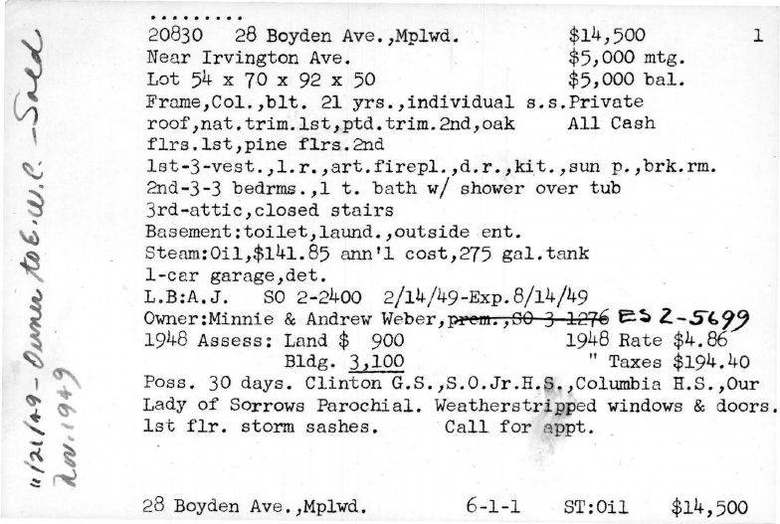 20830 28 Boyden Ave.,Mplwd. $14,500 1
Near Irvington Ave. $5,000 mtg.
Lot 54 x 70 x 92 x 50 $5,000 bal.
Frame,Col.,blt. 21 yrs.,individual s.s.Private
roof,nat.trim.1st,ptd.trim.2nd,oak All Cash
flrs.1st,pine flrs.2nd
1st-3-vest.,l.r.,art.firepl.,d.r.,kit.,sun p.,brk.rm.
2nd-3-3 bedrms.,1 t. bath w/ shower over tub
3rd-attic,closed stairs
Basement:toilet,laund.,outside ent.
Steam:Oil,$141.85 ann'l cost,275 gal.tank
1-car garage,det.
L.B:A.J. SO 2-2400 2/14/49-Exp.8/14/49
Owner:Minnie & Andrew Weber,prem.,SO 3-1276 ES 2-5699
1948 Assess: Land $ 900 1948 Rate $4.86
Bldg. 3,100 " Taxes $194.40
Poss. 30 days. Clinton G.S.,S.O.Jr.H.S.,Columbia H.S.,Our
Lady of Sorrows Parochial. Weatherstripped windows & doors.
1st flr. storm sashes. Call for appt.
28 Boyden Ave.,Mplwd. 6-1-1 ST:Oil $14,500
11/21/49-Owner to E.W.C. -Sold
Nov.1949